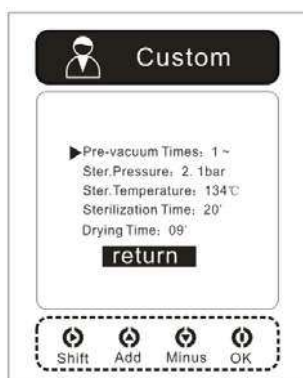 Custom
▶Pre-vacuum Times: 1~
Ster.Pressure: 2. 1bar
Ster.Temperature: 134℃
Sterilization Time: 20'
Drying Time: 09'
return
Shift Add Minus OK